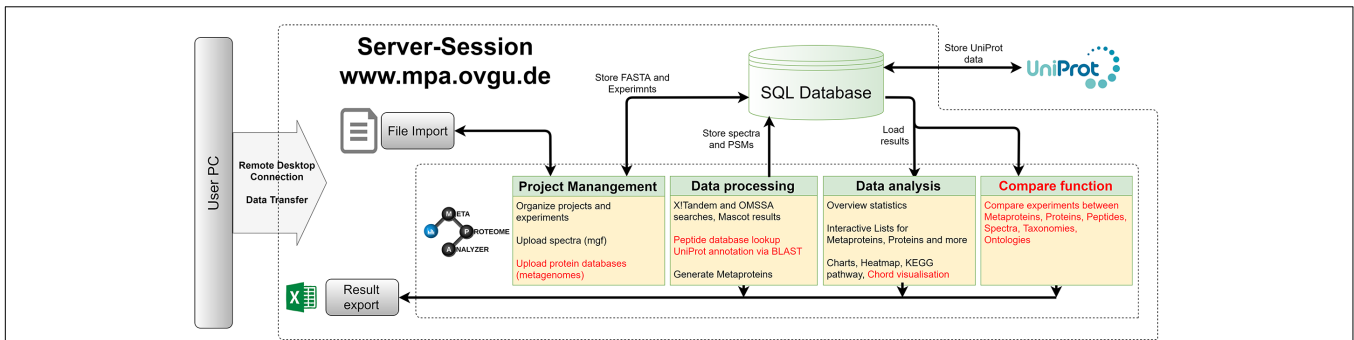 User PC
Remote Desktop
Connection
Data Transfer
Server-Session
www.mpa.ovgu.de
File Import
Store FASTA and
Experimnts
SQL Database
Store UniProt
data
UniProt
Store spectra
and PSMs
Load
results
META
PROTEOME
ANALYZER
Project Manangement
Organize projects and
experiments
Upload spectra (mgf)
Upload protein databases
(metagenomes)
Data processing
X!Tandem and OMSSA
searches, Mascot results
Peptide database lookup
UniProt annotation via BLAST
Generate Metaproteins
Data analysis
Overview statistics
Interactive Lists for
Metaproteins, Proteins and more
Charts, Heatmap, KEGG
pathway, Chord visualisation
Compare function
Compare experiments between
Metaproteins, Proteins, Peptides,
Spectra, Taxonomies,
Ontologies
X
Result
export